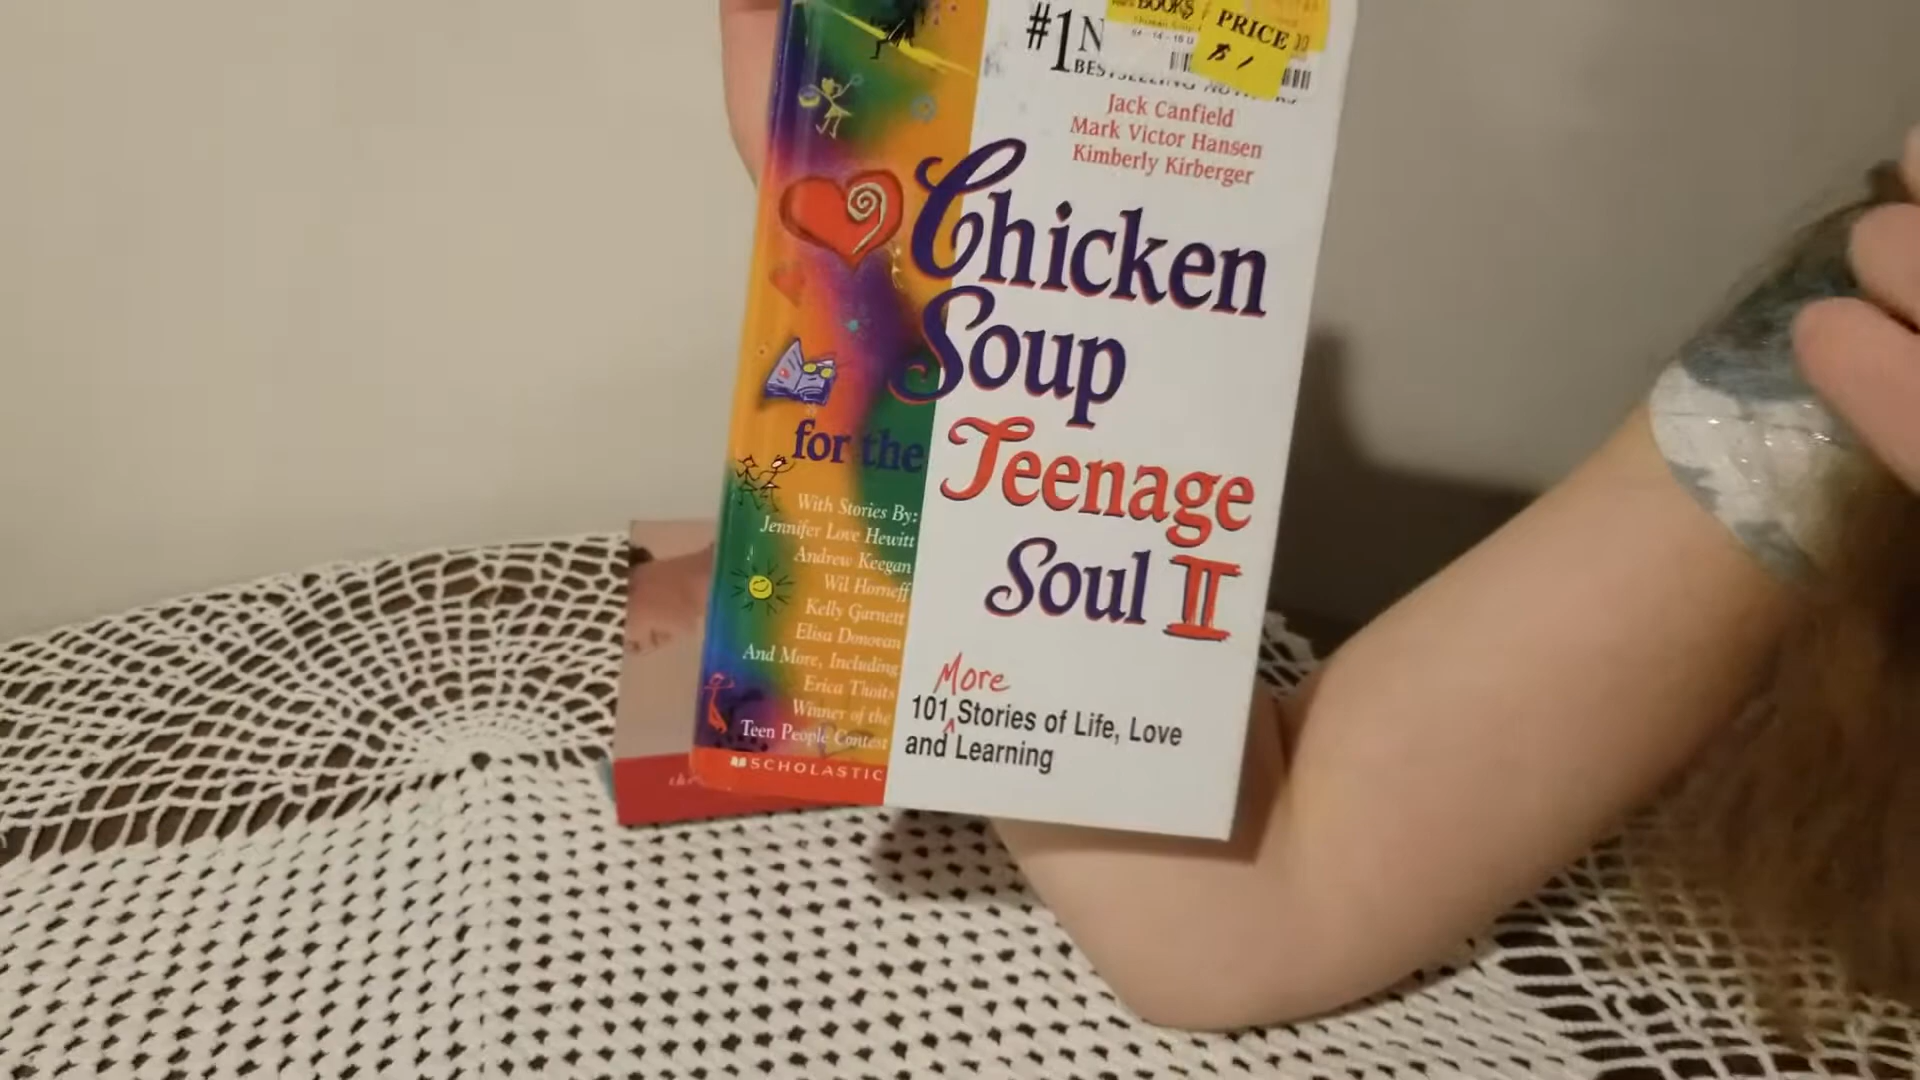 BOOKS
PRICE
#1 N
Jack Canfield
Mark Victor Hansen
Kimberly Kirberger
Chicken
Soup
for the
Teenage
Soul II
With Stories By:
Jennifer Love Hewitt
Andrew Keegan
Wil Horneff
Kelly Garnett
Elisa Donovan
And More, Including
Erica Thoits
Winner of the
Teen People Contest
More
101 Stories of Life, Love
and Learning
SCHOLASTIC